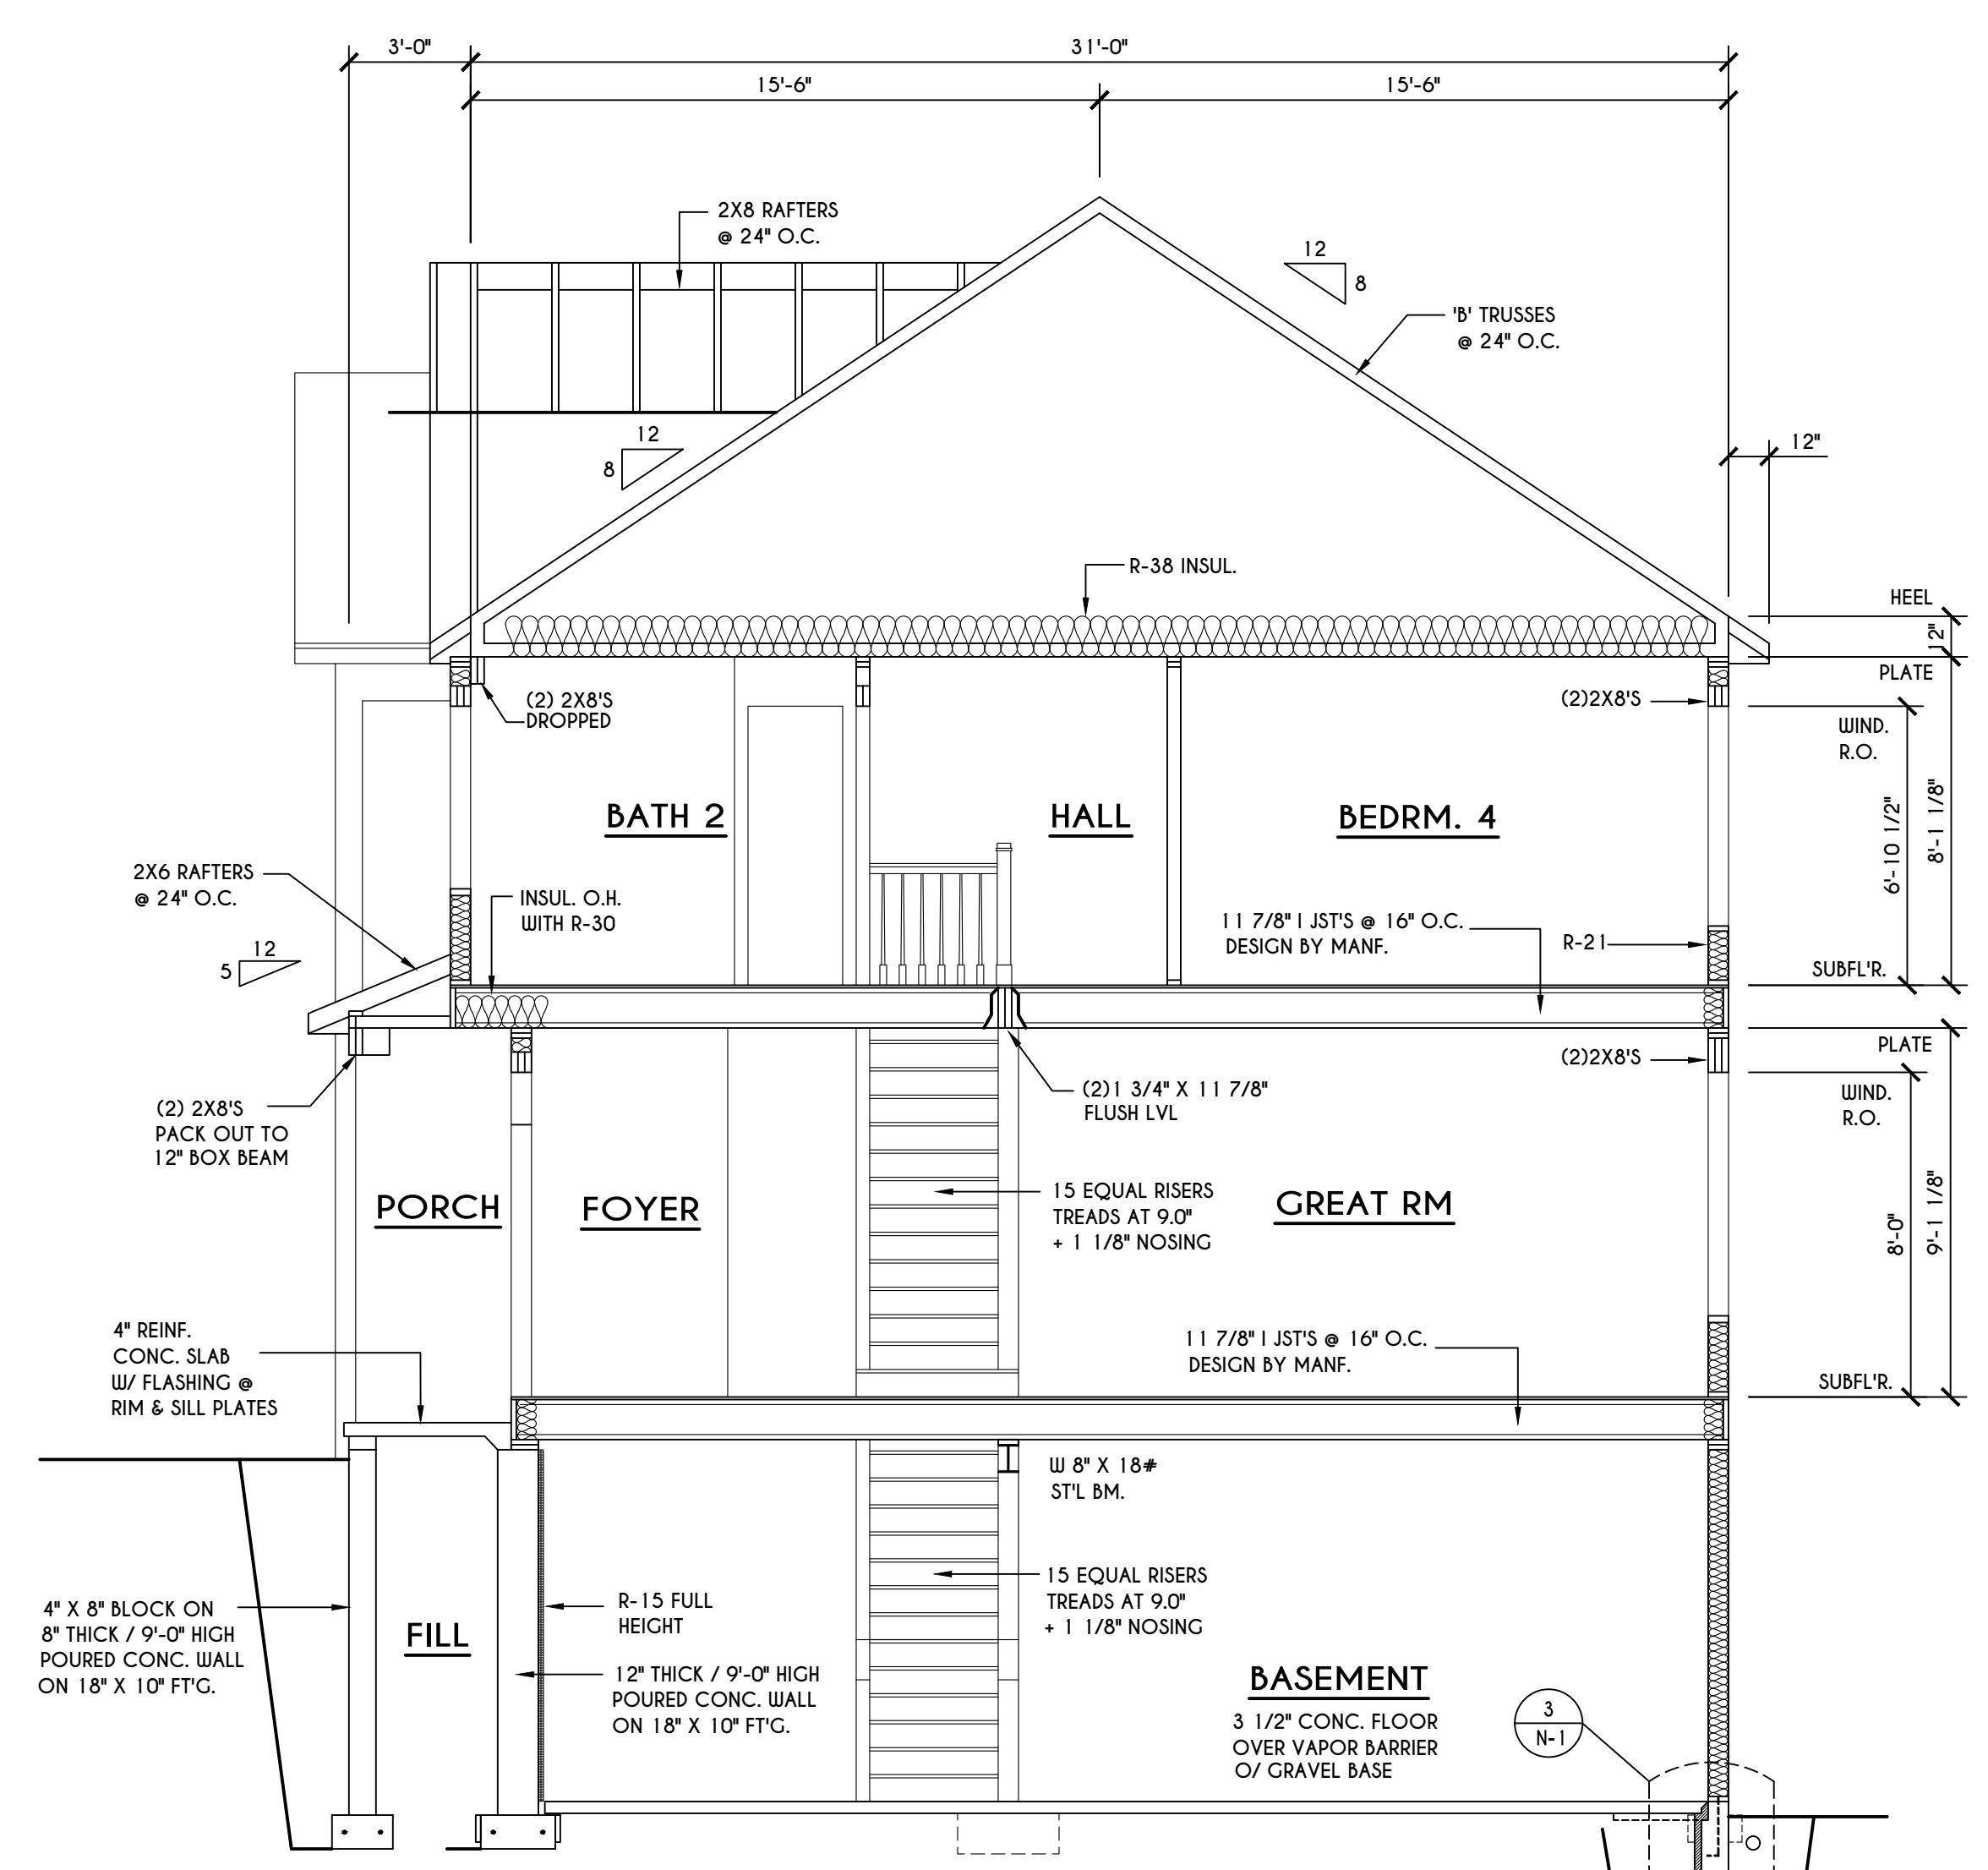 3'-0"
31'-0"
15'-6"
15'-6"
2X8 RAFTERS
@ 24" O.C.
12
8
'B' TRUSSES
@ 24" O.C.
12
8
12"
R-38 INSUL.
HEEL
12"
PLATE
(2) 2X8'S
DROPPED
(2)2X8'S
WIND.
R.O.
6'-10 1/2"
8'-1 1/8"
BATH 2
HALL
BEDRM. 4
2X6 RAFTERS
@ 24" O.C.
INSUL. O.H.
WITH R-30
11 7/8" I JST'S @ 16" O.C.
DESIGN BY MANF.
R-21
12
5
SUBFL'R.
PLATE
(2)2X8'S
(2) 2X8'S
PACK OUT TO
12" BOX BEAM
(2)1 3/4" X 11 7/8"
FLUSH LVL
WIND.
R.O.
8'-0"
9'-1 1/8"
PORCH
FOYER
15 EQUAL RISERS
TREADS AT 9.0"
+ 1 1/8" NOSING
GREAT RM
4" REINF.
CONC. SLAB
W/ FLASHING @
RIM & SILL PLATES
11 7/8" I JST'S @ 16" O.C.
DESIGN BY MANF.
SUBFL'R.
W 8" X 18#
ST'L BM.
4" X 8" BLOCK ON
8" THICK / 9'-0" HIGH
POURED CONC. WALL
ON 18" X 10" FT'G.
FILL
R-15 FULL
HEIGHT
15 EQUAL RISERS
TREADS AT 9.0"
+ 1 1/8" NOSING
12" THICK / 9'-0" HIGH
POURED CONC. WALL
ON 18" X 10" FT'G.
BASEMENT
3 1/2" CONC. FLOOR
OVER VAPOR BARRIER
O/ GRAVEL BASE
3
N-1